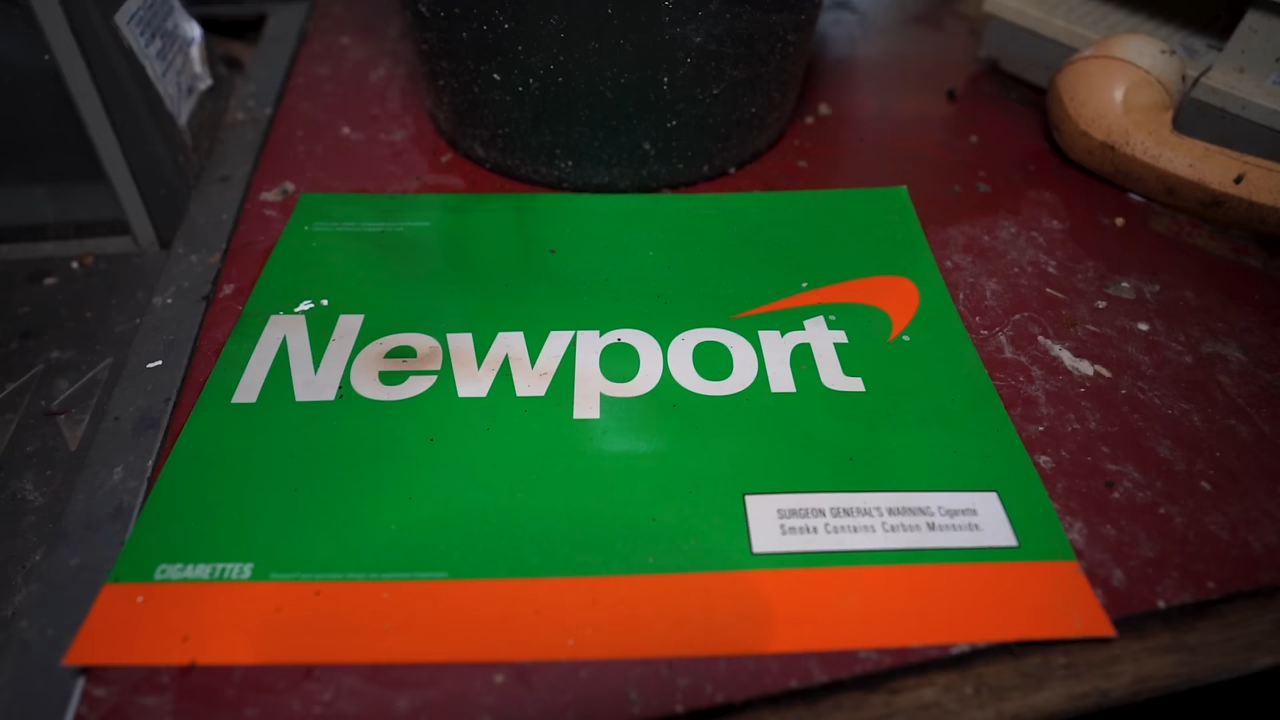 Newport
SURGEON GENERAL'S WARNING: Cigarette
Smoke Contains Carbon Monoxide.
CIGARETTES